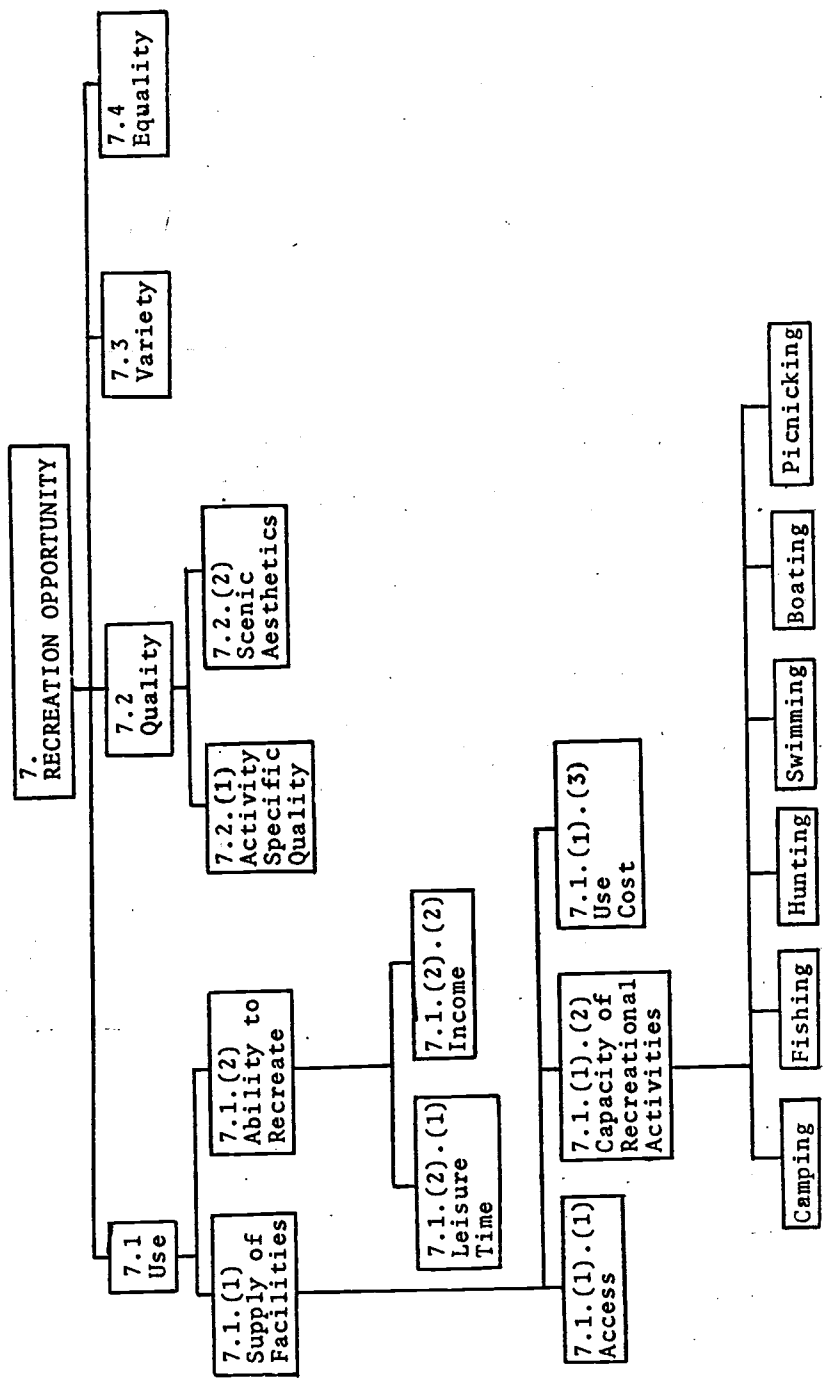 7.
RECREATION OPPORTUNITY
7.1
Use
7.2
Quality
7.3
Variety
7.4
Equality
7.1.(1)
Supply of
Facilities
7.1.(2)
Ability to
Recreate
7.2.(1)
Activity
Specific
Quality
7.2.(2)
Scenic
Aesthetics
7.1.(2).(1)
Leisure
Time
7.1.(2).(2)
Income
7.1.(1).(1)
Access
7.1.(1).(2)
Capacity of
Recreational
Activities
7.1.(1).(3)
Use
Cost
Camping
Fishing
Hunting
Swimming
Boating
Picnicking